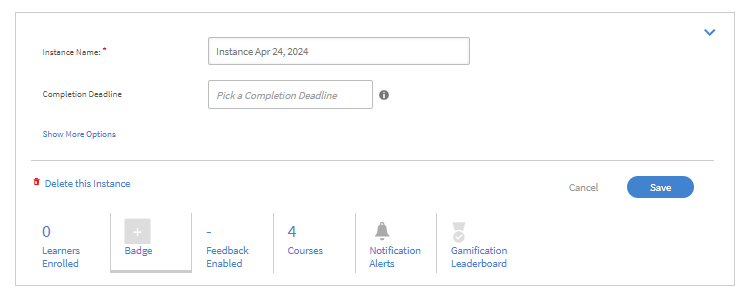 Instance Name: *
Instance Apr 24, 2024
Completion Deadline
Pick a Completion Deadline
Show More Options
Delete this Instance
Cancel
Save
0
Learners
Enrolled
Badge
-
Feedback
Enabled
4
Courses
Notification
Alerts
Gamification
Leaderboard